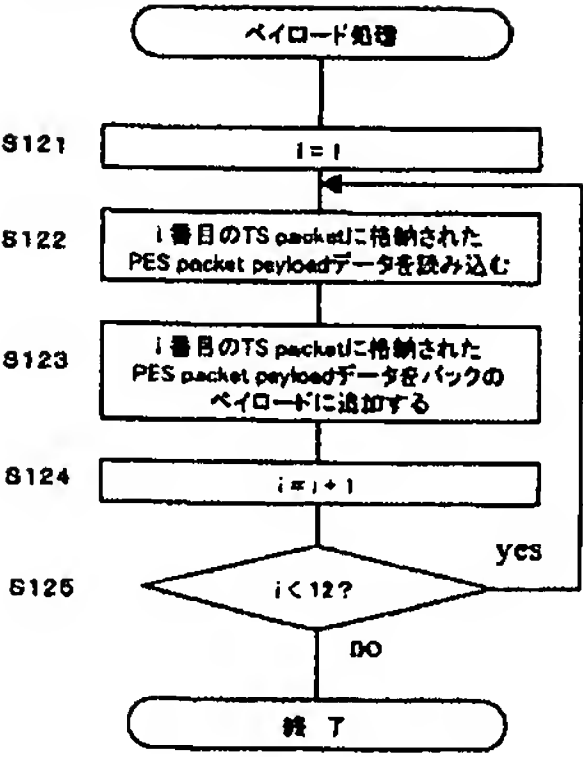 ペイロード処理
S121
i = 1
S122
i番目のTS packetに格納された
PES packet payloadデータを読み込む
S123
i番目のTS packetに格納された
PES packet payloadデータをパックの
ペイロードに追加する
S124
i = i + 1
yes
S125
i < 12?
no
終 了